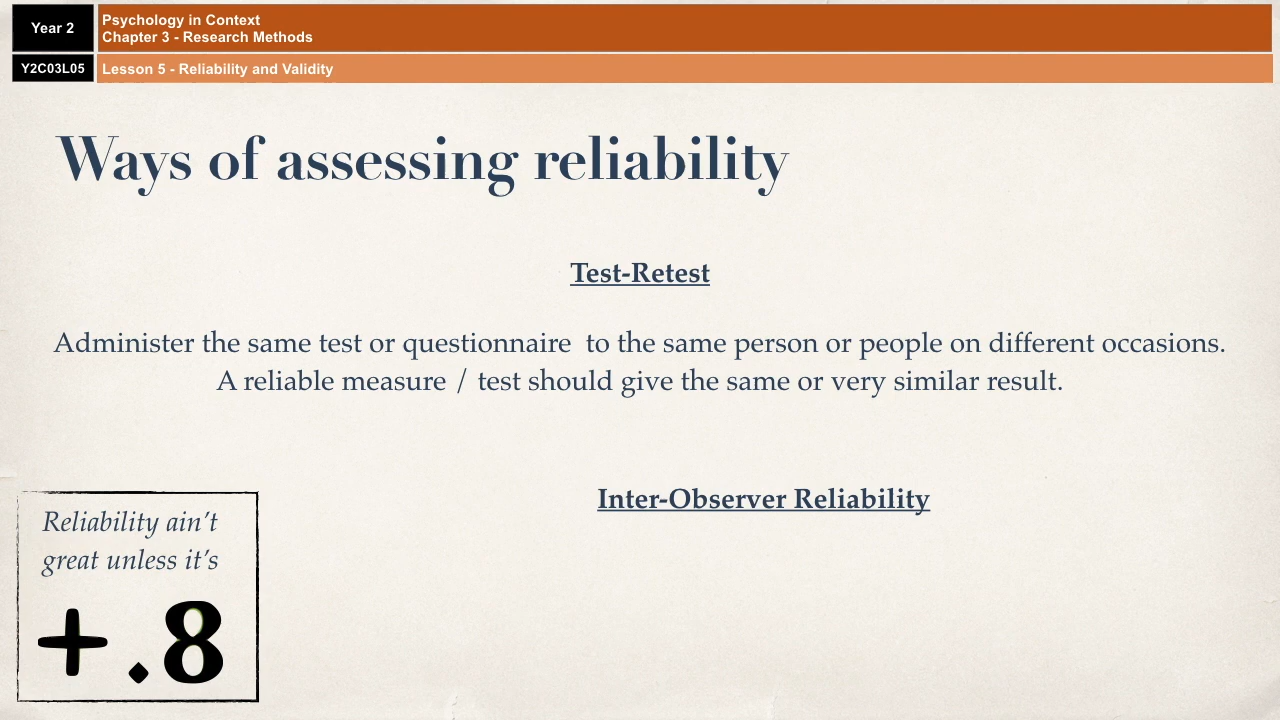 Year 2
Psychology in Context
Chapter 3 - Research Methods
Y2C03L05
Lesson 5 - Reliability and Validity
Ways of assessing reliability
Test-Retest
Administer the same test or questionnaire  to the same person or people on different occasions.
A reliable measure / test should give the same or very similar result.
Inter-Observer Reliability
Reliability ain't
great unless it's
+.8